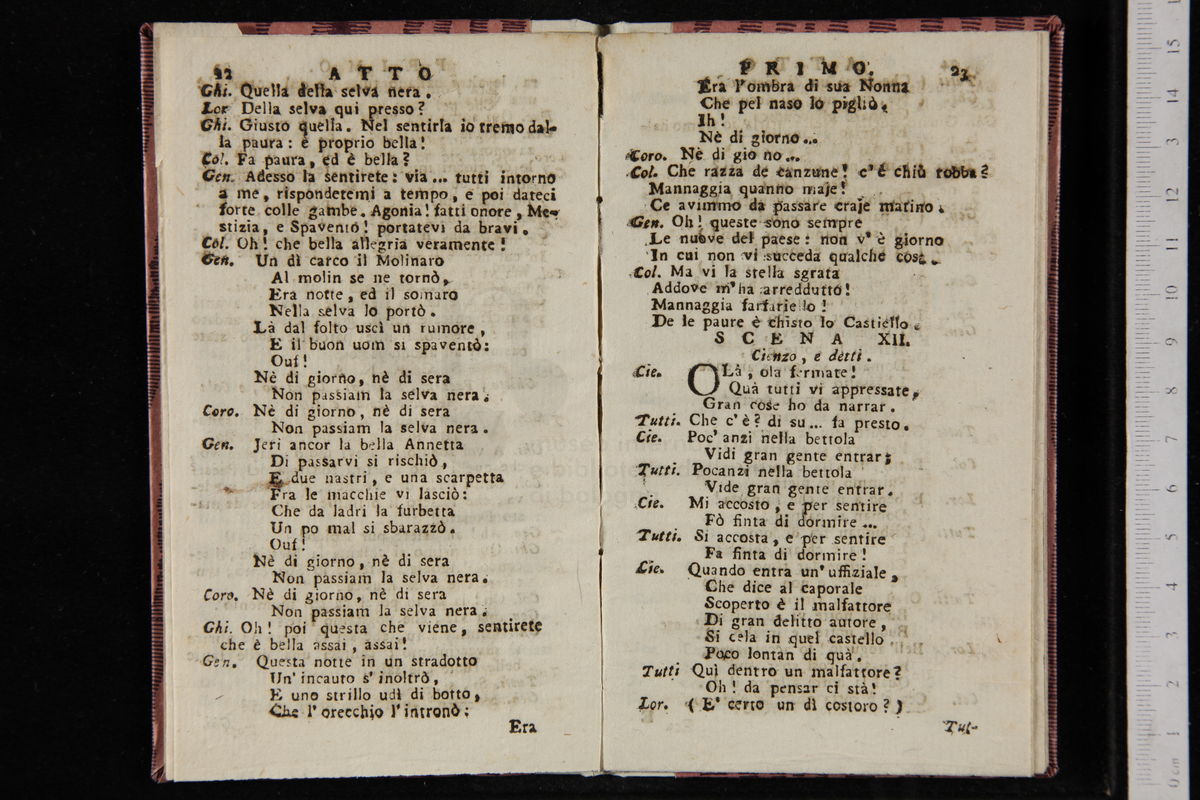 22 ATTO
Ghi. Quella della selva nera.
Lor Della selva qui presso?
Ghi. Giusto quella. Nel sentirla io tremo dal-
la paura: è proprio bella!
Col. Fa paura, ed è bella?
Gen. Adesso la sentirete: via... tutti intorno
a me, rispondetemi a tempo, e poi dateci
forte colle gambe. Agonia! fatti onore, Me-
stizia, e Spavento! portatevi da bravi.
Col. Oh! che bella allegria veramente!
Gen. Un dì carco il Molinaro
Al molin se ne tornò,
Era notte, ed il somaro
Nella selva lo portò.
Là dal folto uscì un rumore,
E il buon uom si spaventò:
Ouf!
Nè di giorno, nè di sera
Non passiam la selva nera.
Coro. Nè di giorno, nè di sera
Non passiam la selva nera.
Gen. Jeri ancor la bella Annetta
Di passarvi si rischiò,
E due nastri, e una scarpetta
Fra le macchie vi lasciò:
Che da ladri la furbetta
Un po mal si sbarazzò.
Ouf!
Nè di giorno, nè di sera
Non passiam la selva nera.
Coro. Nè di giorno, nè di sera
Non passiam la selva nera.
Ghi. Oh! poi questa che viene, sentirete
che è bella assai, assai!
Gen. Questa notte in un stradotto
Un' incauto s' inoltrò,
E uno strillo udì di botto,
Che l' orecchio l' intronò:
Era
PRIMO. 23
Era l'ombra di sua Nonna
Che pel naso lo pigliò.
Ih!
Nè di giorno...
Coro. Nè di gio no...
Col. Che razza de canzune! c'è chiù robba?
Mannaggia quanno maje!
Ce avimmo da passare craje matino.
Gen. Oh! queste sono sempre
Le nuove del paese: non v' è giorno
In cui non vi succeda qualche cosa.
Col. Ma vi la stella sgrata
Addove m'ha arreddutto!
Mannaggia farfariello!
De le paure è chisto lo Castiello.
SCENA XII.
Cienzo, e detti.
Cie. OLà, ola fermate!
Quà tutti vi appressate,
Gran cose ho da narrar.
Tutti. Che c' è? di su... fa presto.
Cie. Poc' anzi nella bettola
Vidi gran gente entrar;
Tutti. Pocanzi nella bettola
Vide gran gente entrar.
Cie. Mi accosto, e per sentire
Fò finta di dormire...
Tutti. Si accosta, e per sentire
Fa finta di dormire!
Cie. Quando entra un' uffiziale,
Che dice al caporale
Scoperto è il malfattore
Di gran delitto autore,
Si cela in quel castello
Poco lontan di quà.
Tutti Quì dentro un malfattore?
Oh! da pensar ci stà!
Lor. (E' certo un dì costoro?)
Tut-